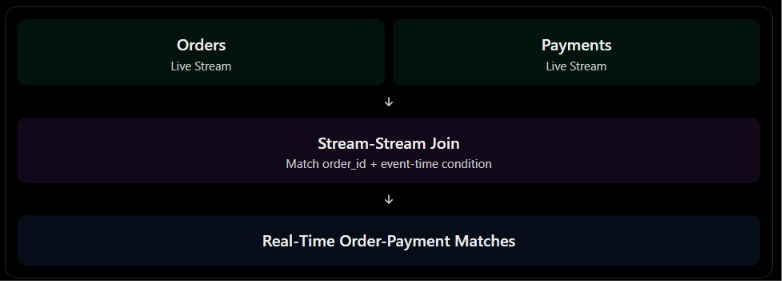 Orders
Live Stream
Payments
Live Stream
↓
Stream-Stream Join
Match order_id + event-time condition
↓
Real-Time Order-Payment Matches